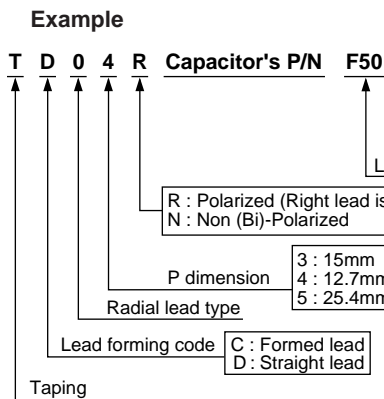 Example
T D 0 4 R Capacitor's P/N F50
L
R : Polarized (Right lead is
N : Non (Bi)-Polarized
3 : 15mm
P dimension 4 : 12.7mm
5 : 25.4mm
Radial lead type
Lead forming code C : Formed lead
D : Straight lead
Taping